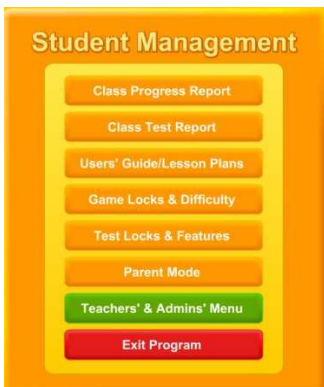 Student Management
Class Progress Report
Class Test Report
Users' Guide/Lesson Plans
Game Locks & Difficulty
Test Locks & Features
Parent Mode
Teachers' & Admins' Menu
Exit Program